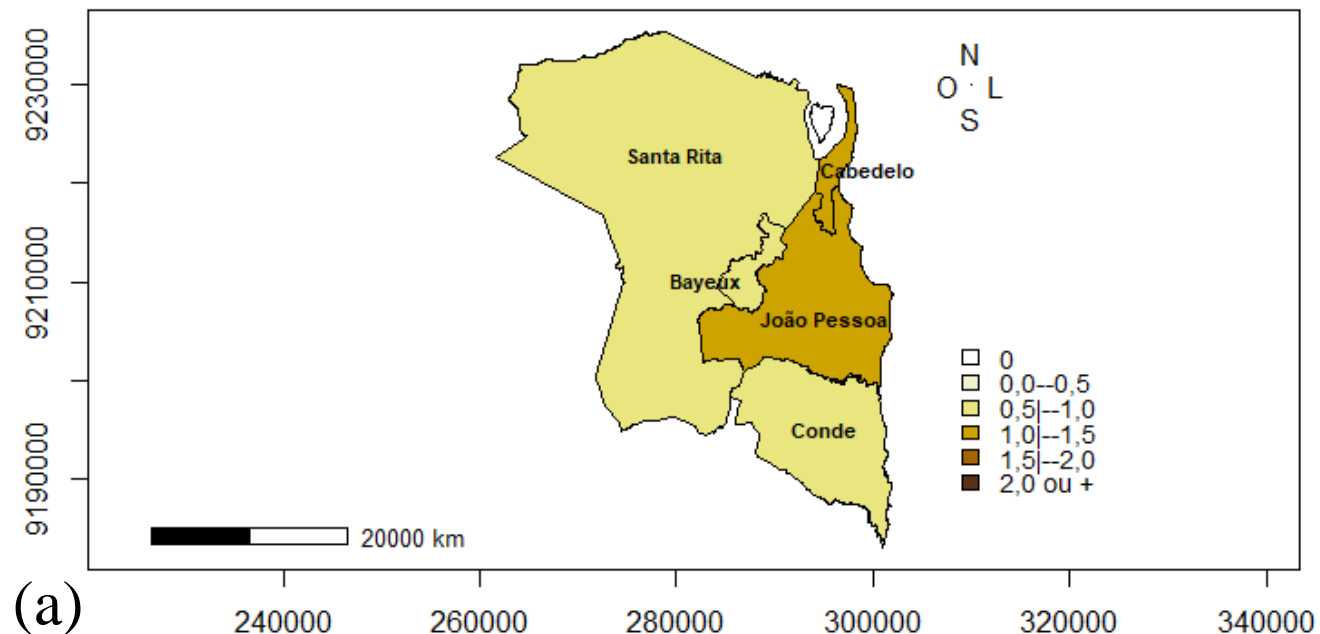 N
O · L
S
9230000
9210000
9190000
Santa Rita
Cabedelo
Bayeux
João Pessoa
Conde
0
0,0--0,5
0,5|--1,0
1,0|--1,5
1,5|--2,0
2,0 ou +
20000 km
(a)
240000 260000 280000 300000 320000 340000